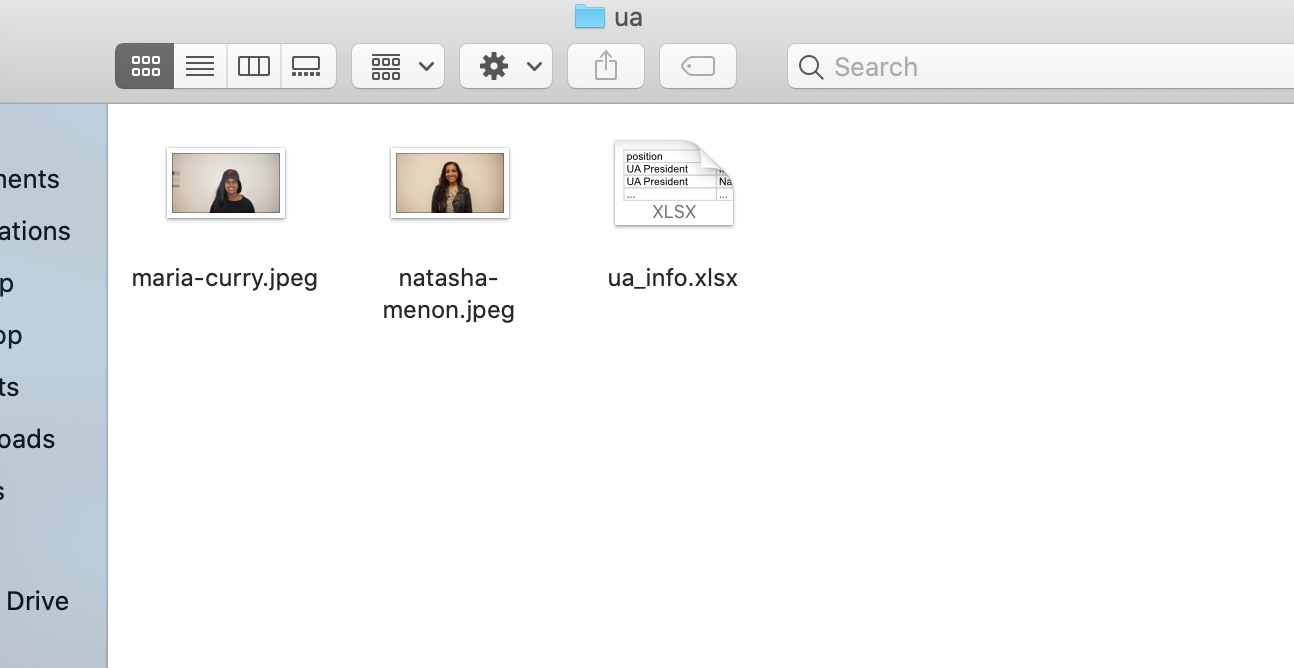 ua
Search
ments
ations
p
op
ts
oads
s
Drive
maria-curry.jpeg
natasha-
menon.jpeg
position
UA President
UA President Na
... ...
XLSX
ua_info.xlsx